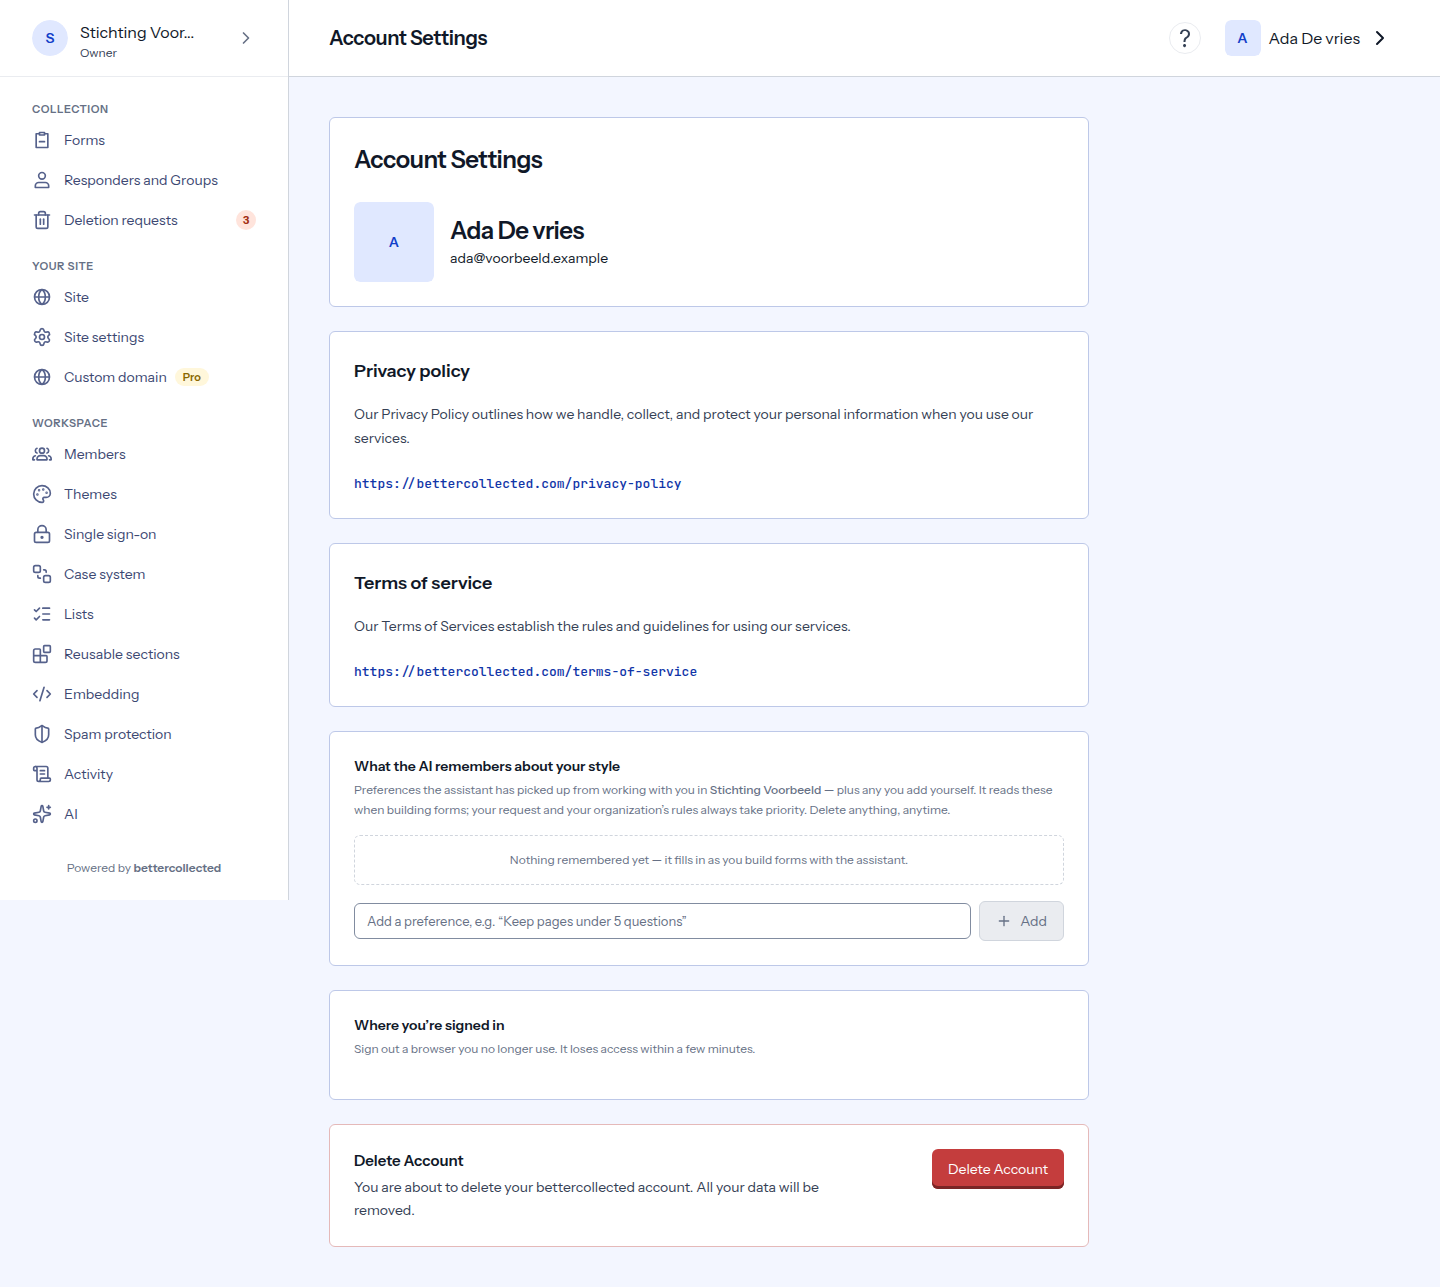 S
Stichting Voor...
Owner
Account Settings
?
A
Ada De vries
COLLECTION
Forms
Responders and Groups
Deletion requests
3
YOUR SITE
Site
Site settings
Custom domain
Pro
WORKSPACE
Members
Themes
Single sign-on
Case system
Lists
Reusable sections
Embedding
Spam protection
Activity
AI
Powered by bettercollected
Account Settings
A
Ada De vries
ada@voorbeeld.example
Privacy policy
Our Privacy Policy outlines how we handle, collect, and protect your personal information when you use our
services.
https://bettercollected.com/privacy-policy
Terms of service
Our Terms of Services establish the rules and guidelines for using our services.
https://bettercollected.com/terms-of-service
What the AI remembers about your style
Preferences the assistant has picked up from working with you in Stichting Voorbeeld — plus any you add yourself. It reads these
when building forms; your request and your organization’s rules always take priority. Delete anything, anytime.
Nothing remembered yet — it fills in as you build forms with the assistant.
Add a preference, e.g. “Keep pages under 5 questions”
Add
Where you’re signed in
Sign out a browser you no longer use. It loses access within a few minutes.
Delete Account
You are about to delete your bettercollected account. All your data will be
removed.
Delete Account